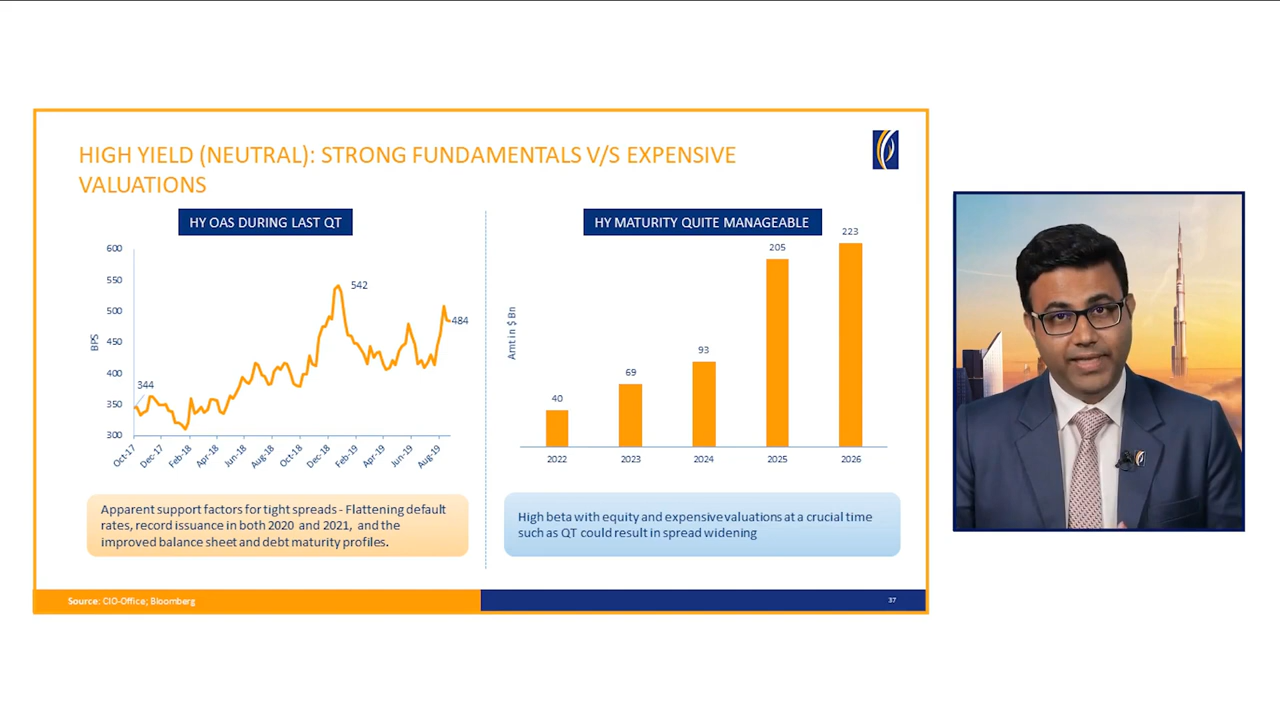 HIGH YIELD (NEUTRAL): STRONG FUNDAMENTALS V/S EXPENSIVE
VALUATIONS
HY OAS DURING LAST QT
600
550
500
450
400
350
300
BPS
344
542
484
Oct-17
Dec-17
Feb-18
Apr-18
Jun-18
Aug-18
Oct-18
Dec-18
Feb-19
Apr-19
Jun-19
Aug-19
Apparent support factors for tight spreads - Flattening default
rates, record issuance in both 2020 and 2021, and the
improved balance sheet and debt maturity profiles.
HY MATURITY QUITE MANAGEABLE
Amt in $ Bn
40
69
93
205
223
2022
2023
2024
2025
2026
High beta with equity and expensive valuations at a crucial time
such as QT could result in spread widening
Source: CIO-Office; Bloomberg
37